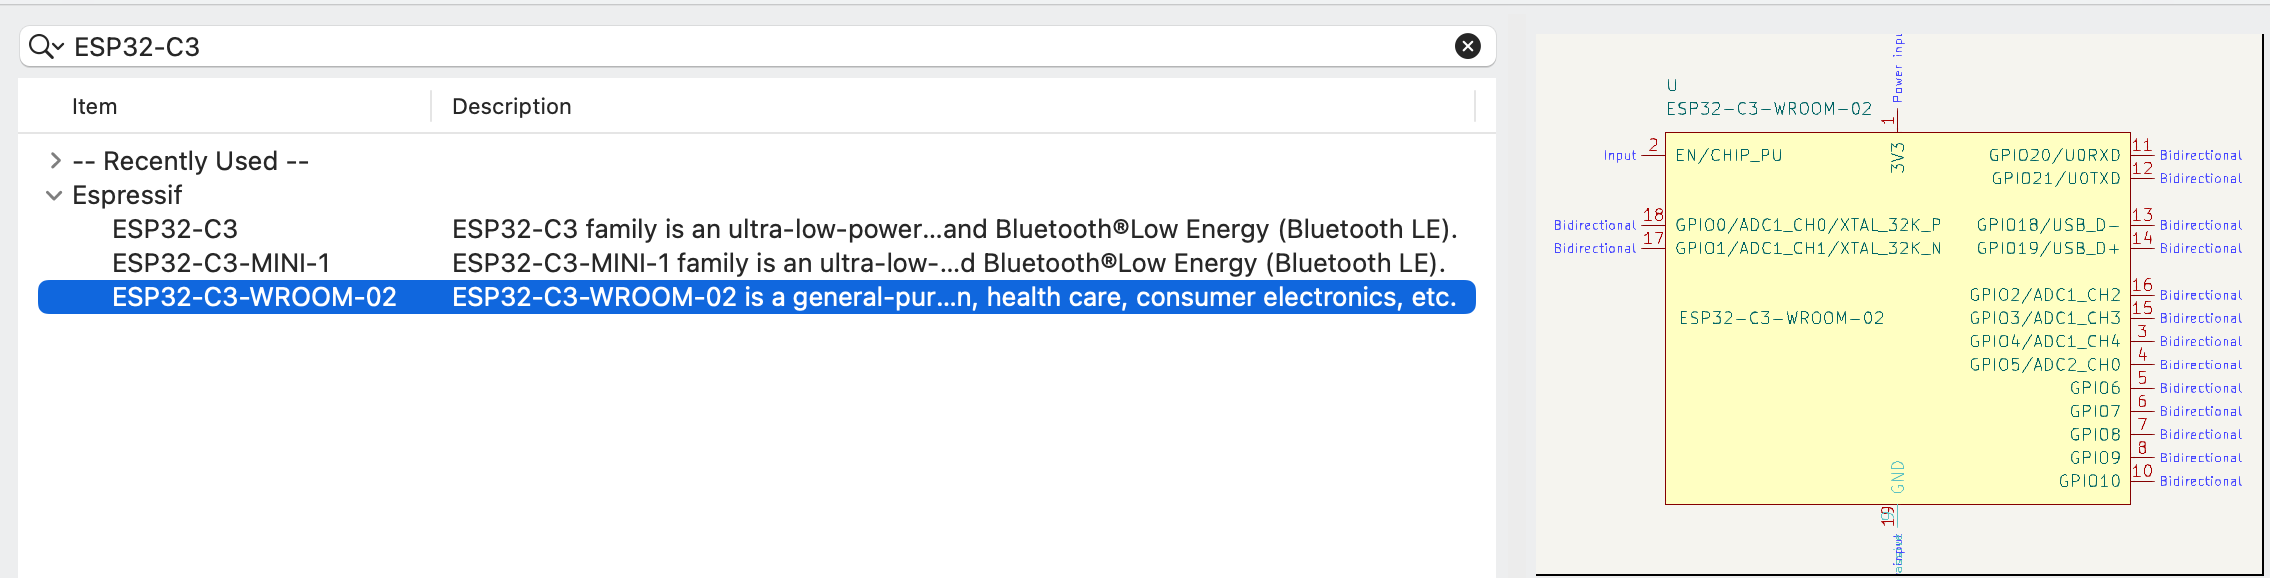 ESP32-C3
Item Description
-- Recently Used --
Espressif
ESP32-C3 ESP32-C3 family is an ultra-low-power...and Bluetooth®Low Energy (Bluetooth LE).
ESP32-C3-MINI-1 ESP32-C3-MINI-1 family is an ultra-low-...d Bluetooth®Low Energy (Bluetooth LE).
ESP32-C3-WROOM-02 ESP32-C3-WROOM-02 is a general-pur...n, health care, consumer electronics, etc.
Power inpu
U
ESP32-C3-WROOM-02
1
3V3
Input 2 EN/CHIP_PU
GPIO20/U0RXD 11 Bidirectional
GPIO21/U0TXD 12 Bidirectional
Bidirectional 18 GPIO0/ADC1_CH0/XTAL_32K_P
GPIO18/USB_D- 13 Bidirectional
Bidirectional 17 GPIO1/ADC1_CH1/XTAL_32K_N
GPIO19/USB_D+ 14 Bidirectional
GPIO2/ADC1_CH2 16 Bidirectional
ESP32-C3-WROOM-02
GPIO3/ADC1_CH3 15 Bidirectional
GPIO4/ADC1_CH4 3 Bidirectional
GPIO5/ADC2_CH0 4 Bidirectional
GPIO6 5 Bidirectional
GPIO7 6 Bidirectional
GPIO8 7 Bidirectional
GPIO9 8 Bidirectional
GPIO10 10 Bidirectional
GND